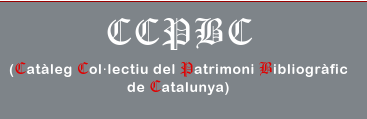 CCPBC
(Catàleg Col·lectiu del Patrimoni Bibliogràfic
de Catalunya)